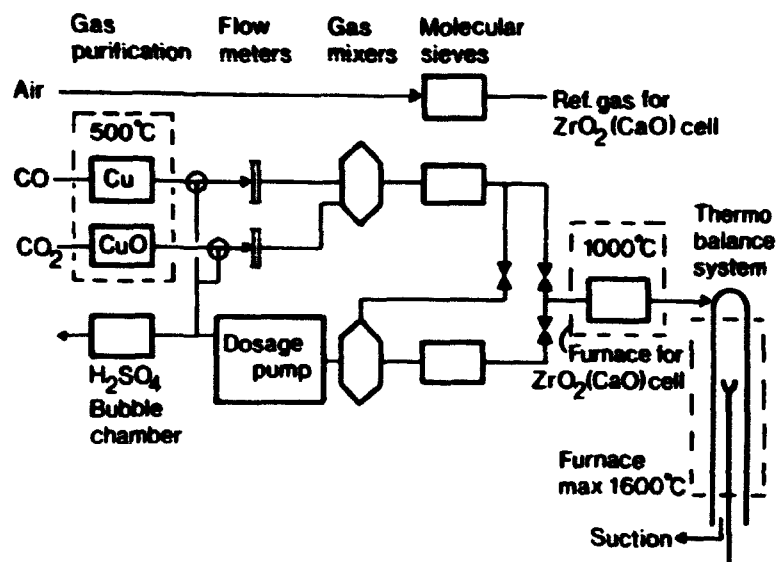 Gas
purification
Flow
meters
Gas
mixers
Molecular
sieves
Air
Ref. gas for
ZrO₂(CaO) cell
500°C
CO
Cu
CO₂
CuO
Thermo
balance
system
1000°C
Dosage
pump
H₂SO₄
Bubble
chamber
(Furnace for
ZrO₂(CaO) cell
Furnace
max 1600°C
Suction